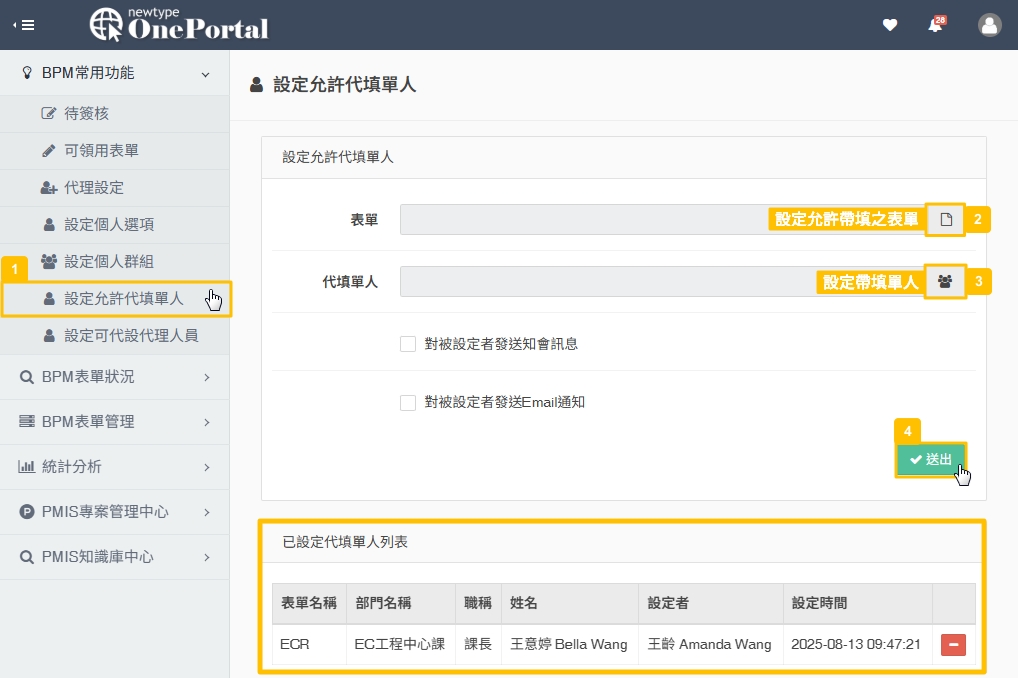 newtype
OnePortal
28
BPM常用功能
待簽核
可領用表單
代理設定
設定個人選項
設定個人群組
1
設定允許代填單人
設定可代設代理人員
BPM表單狀況
BPM表單管理
統計分析
PMIS專案管理中心
PMIS知識庫中心
設定允許代填單人
設定允許代填單人
表單
設定允許帶填之表單
2
代填單人
設定帶填單人
3
對被設定者發送知會訊息
對被設定者發送Email通知
4
送出
已設定代填單人列表
表單名稱 部門名稱 職稱 姓名 設定者 設定時間
ECR EC工程中心課 課長 王意婷 Bella Wang 王齡 Amanda Wang 2025-08-13 09:47:21